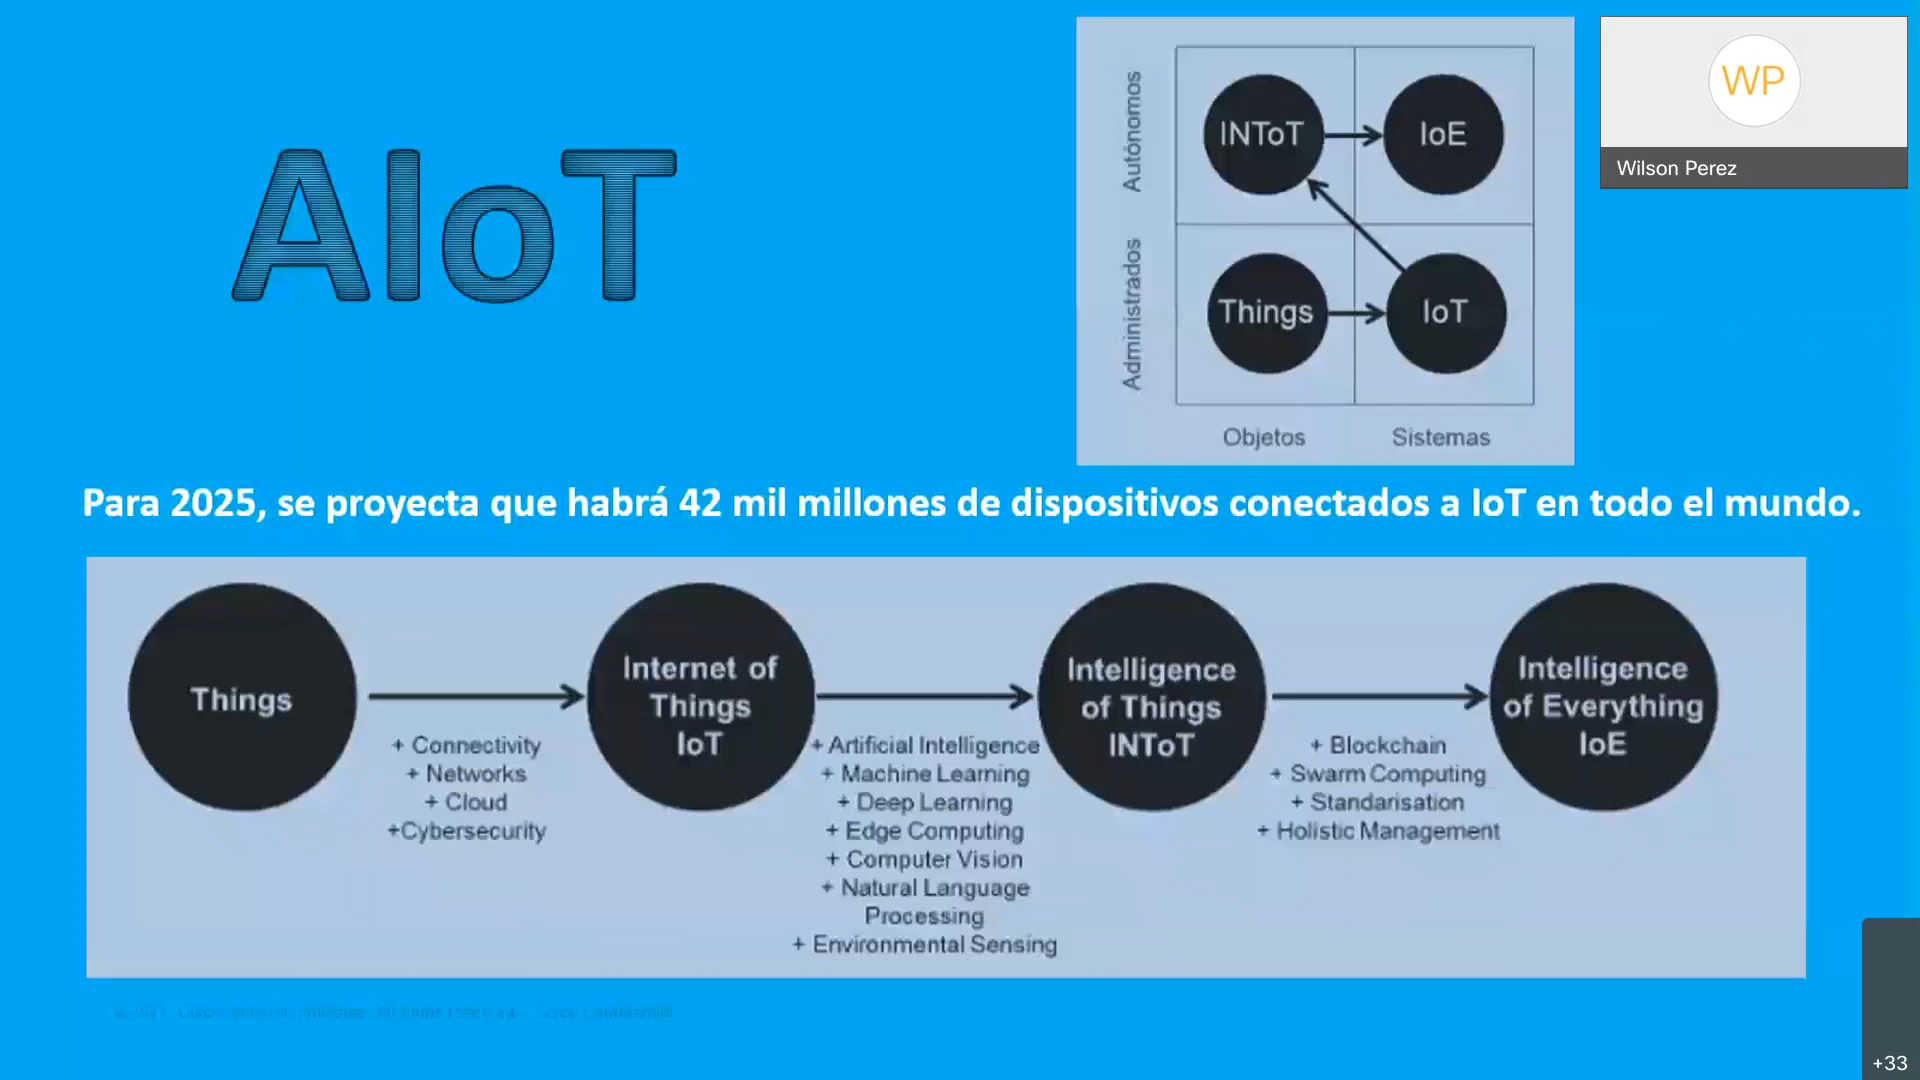 AIoT
Autónomos
INToT
IoE
Administrados
Things
IoT
Objetos
Sistemas
WP
Wilson Perez
Para 2025, se proyecta que habrá 42 mil millones de dispositivos conectados a IoT en todo el mundo.
Things
+ Connectivity
+ Networks
+ Cloud
+Cybersecurity
Internet of
Things
IoT
+ Artificial Intelligence
+ Machine Learning
+ Deep Learning
+ Edge Computing
+ Computer Vision
+ Natural Language
Processing
+ Environmental Sensing
Intelligence
of Things
INToT
+ Blockchain
+ Swarm Computing
+ Standarisation
+ Holistic Management
Intelligence
of Everything
IoE
+33